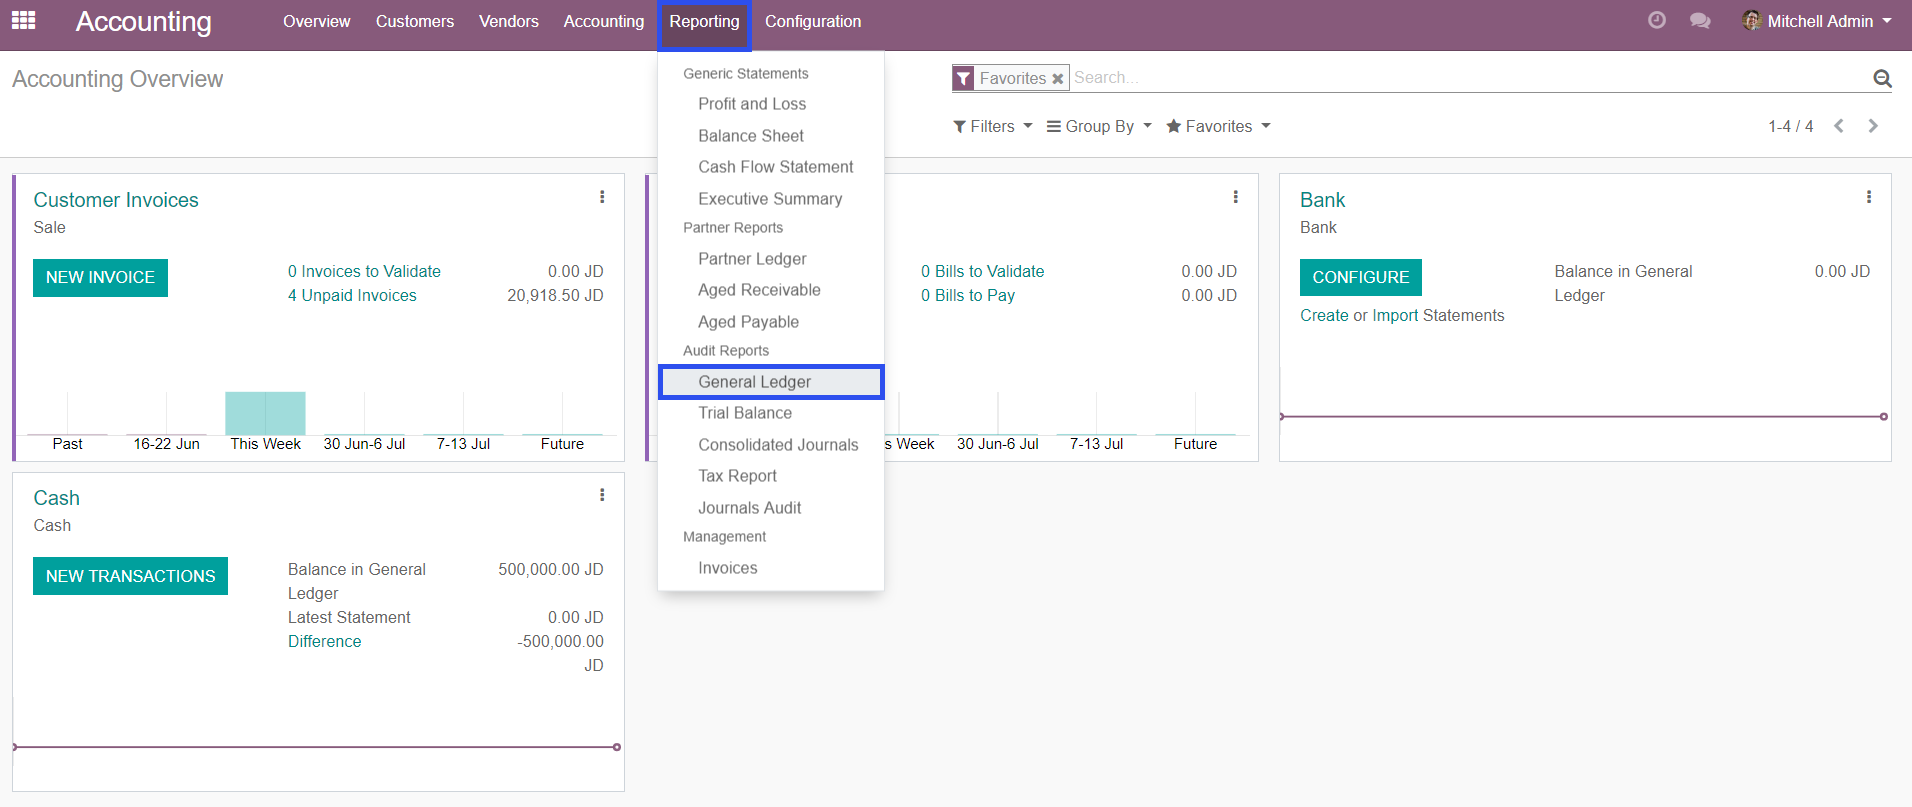 Accounting
Overview Customers Vendors Accounting Reporting Configuration
Mitchell Admin
Accounting Overview
Favorites Search...
Filters Group By Favorites
1-4 / 4
Generic Statements
Profit and Loss
Balance Sheet
Cash Flow Statement
Executive Summary
Partner Reports
Partner Ledger
Aged Receivable
Aged Payable
Audit Reports
General Ledger
Trial Balance
Consolidated Journals
Tax Report
Journals Audit
Management
Invoices
Customer Invoices
Sale
NEW INVOICE
0 Invoices to Validate 0.00 JD
4 Unpaid Invoices 20,918.50 JD
Past 16-22 Jun This Week 30 Jun-6 Jul 7-13 Jul Future
0 Bills to Validate 0.00 JD
0 Bills to Pay 0.00 JD
s Week 30 Jun-6 Jul 7-13 Jul Future
Bank
Bank
CONFIGURE
Create or Import Statements
Balance in General 0.00 JD
Ledger
Cash
Cash
NEW TRANSACTIONS
Balance in General 500,000.00 JD
Ledger
Latest Statement 0.00 JD
Difference -500,000.00
JD